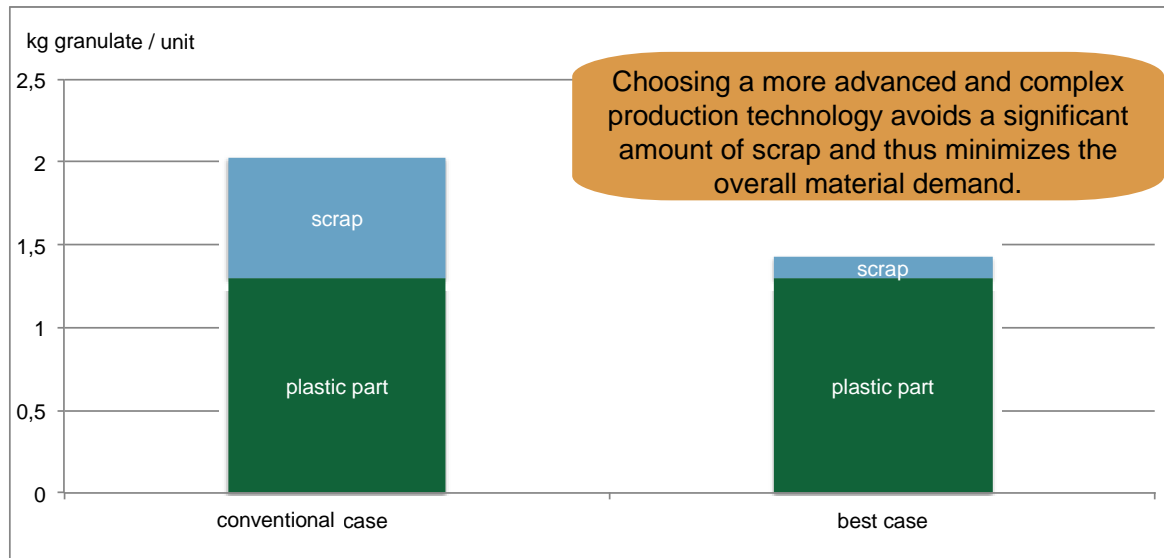 kg granulate / unit
2,5
2
1,5
1
0,5
0
Choosing a more advanced and complex
production technology avoids a significant
amount of scrap and thus minimizes the
overall material demand.
scrap
plastic part
scrap
plastic part
conventional case
best case